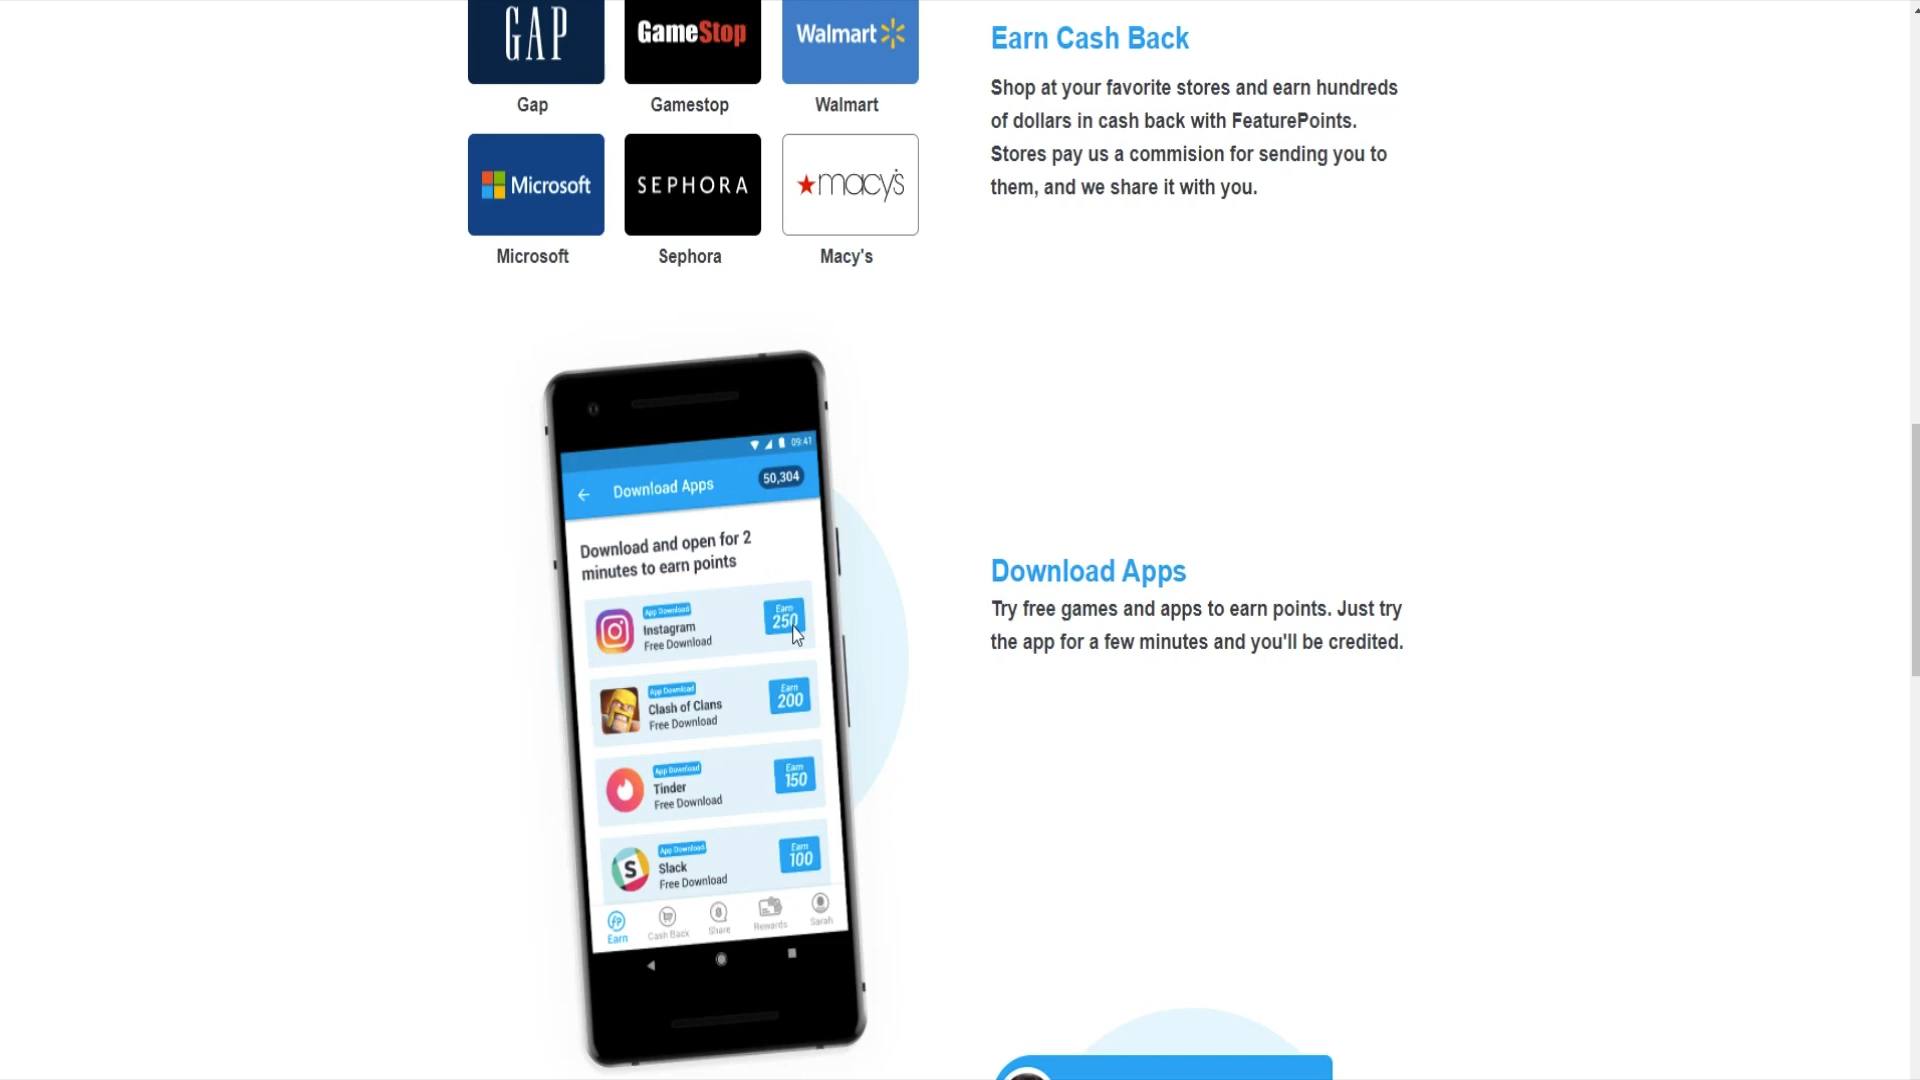 GAP
GameStop
Walmart
Gap
Gamestop
Walmart
Microsoft
SEPHORA
macy's
Microsoft
Sephora
Macy's
Earn Cash Back
Shop at your favorite stores and earn hundreds
of dollars in cash back with FeaturePoints.
Stores pay us a commision for sending you to
them, and we share it with you.
09:41
Download Apps
50,304
Download and open for 2
minutes to earn points
App Download
Instagram
Free Download
Earn
250
App Download
Clash of Clans
Free Download
Earn
200
App Download
Tinder
Free Download
Earn
150
S
App Download
Slack
Free Download
Earn
100
fp
Earn
Cash Back
Share
Rewards
Sarah
Download Apps
Try free games and apps to earn points. Just try
the app for a few minutes and you'll be credited.